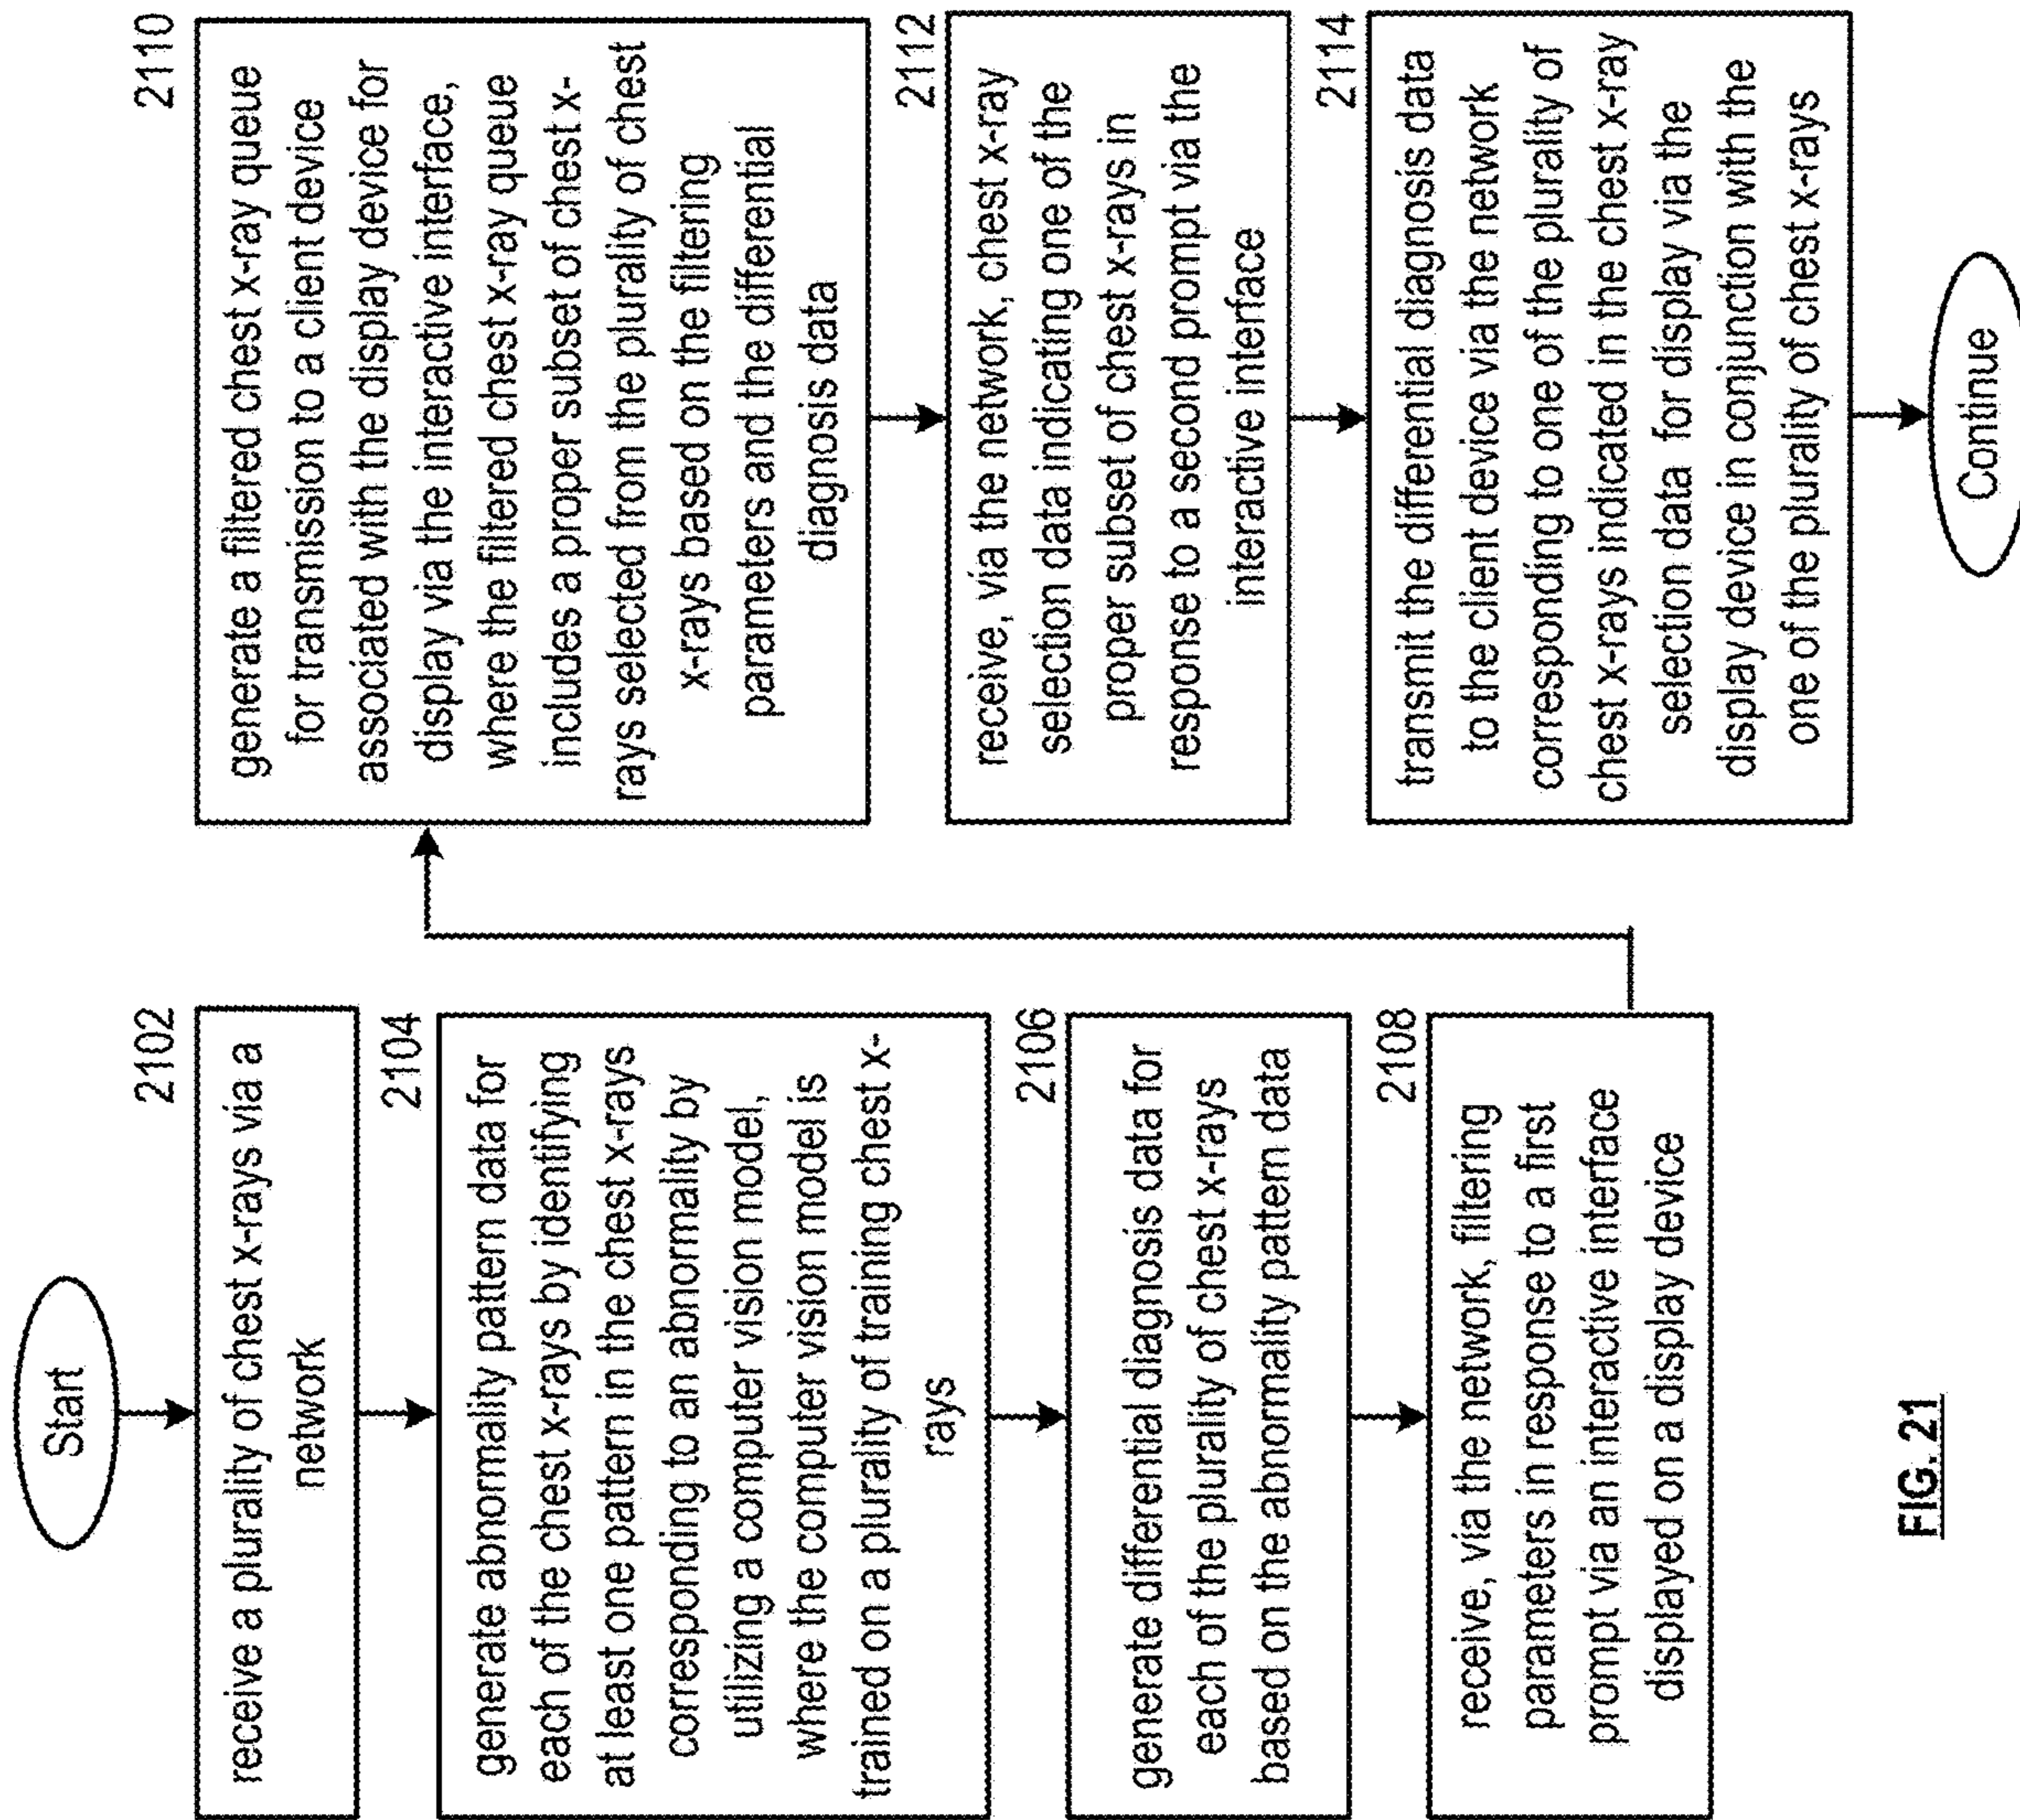 Start
2102
receive a plurality of chest x-rays via a
network
2104
generate abnormality pattern data for
each of the chest x-rays by identifying
at least one pattern in the chest x-rays
corresponding to an abnormality by
utilizing a computer vision model,
where the computer vision model is
trained on a plurality of training chest x-
rays
2106
generate differential diagnosis data for
each of the plurality of chest x-rays
based on the abnormality pattern data
2108
receive, via the network, filtering
parameters in response to a first
prompt via an interactive interface
displayed on a display device
2110
generate a filtered chest x-ray queue
for transmission to a client device
associated with the display device for
display via the interactive interface,
where the filtered chest x-ray queue
includes a proper subset of chest x-
rays selected from the plurality of chest
x-rays based on the filtering
parameters and the differential
diagnosis data
2112
receive, via the network, chest x-ray
selection data indicating one of the
proper subset of chest x-rays in
response to a second prompt via the
interactive interface
2114
transmit the differential diagnosis data
to the client device via the network
corresponding to one of the plurality of
chest x-rays indicated in the chest x-ray
selection data for display via the
display device in conjunction with the
one of the plurality of chest x-rays
Continue
FIG. 21